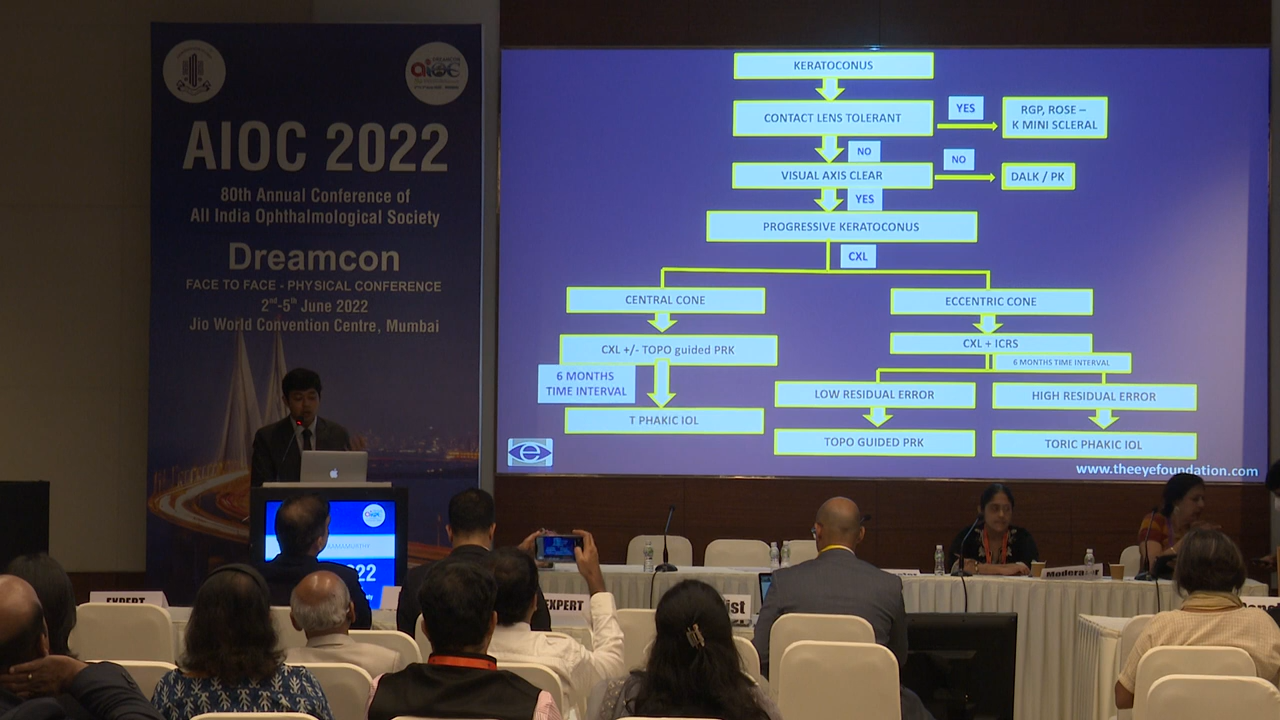 AIOC 2022
80th Annual Conference of
All India Ophthalmological Society
Dreamcon
FACE TO FACE - PHYSICAL CONFERENCE
2nd-5th June 2022
Jio World Convention Centre, Mumbai
KERATOCONUS
CONTACT LENS TOLERANT
YES
RGP, ROSE –
K MINI SCLERAL
NO
VISUAL AXIS CLEAR
NO
DALK / PK
YES
PROGRESSIVE KERATOCONUS
CXL
CENTRAL CONE
ECCENTRIC CONE
CXL +/- TOPO guided PRK
CXL + ICRS
6 MONTHS
TIME INTERVAL
6 MONTHS TIME INTERVAL
LOW RESIDUAL ERROR
HIGH RESIDUAL ERROR
T PHAKIC IOL
TOPO GUIDED PRK
TORIC PHAKIC IOL
www.theeyefoundation.com
EXPERT
EXPERT
Moderator